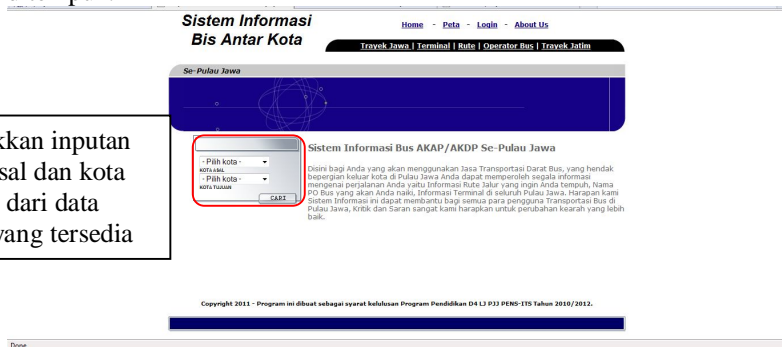 Sistem Informasi
Bis Antar Kota
Home - Peta - Login - About Us
Trayek Jawa | Terminal | Rute | Operator Bus | Trayek Jatim
Se-Pulau Jawa
kkan inputan
sal dan kota
dari data
yang tersedia
- Pilih kota -
KOTA ASAL
- Pilih kota -
KOTA TUJUAN
CARI
Sistem Informasi Bus AKAP/AKDP Se-Pulau Jawa
Disini bagi Anda yang akan menggunakan Jasa Transportasi Darat Bus, yang hendak
bepergian keluar kota di Pulau Jawa Anda dapat memperoleh segala informasi
mengenai perjalanan Anda yaitu Informasi Rute Jalur yang ingin Anda tempuh, Nama
PO Bus yang akan Anda naiki, Informasi Terminal di seluruh Pulau Jawa. Harapan kami
Sistem Informasi ini dapat membantu bagi semua para pengguna Transportasi Bus di
Pulau Jawa, Kritik dan Saran sangat kami harapkan untuk perubahan kearah yang lebih
baik.
Copyright 2011 - Program ini dibuat sebagai syarat kelulusan Program Pendidikan D4 LJ PJJ PENS-ITS Tahun 2010/2012.
Done